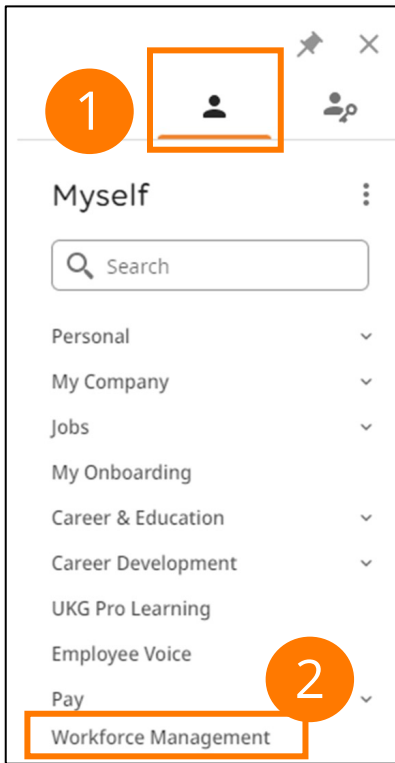 1
Myself
Search
Personal
My Company
Jobs
My Onboarding
Career & Education
Career Development
UKG Pro Learning
Employee Voice
2
Pay
Workforce Management